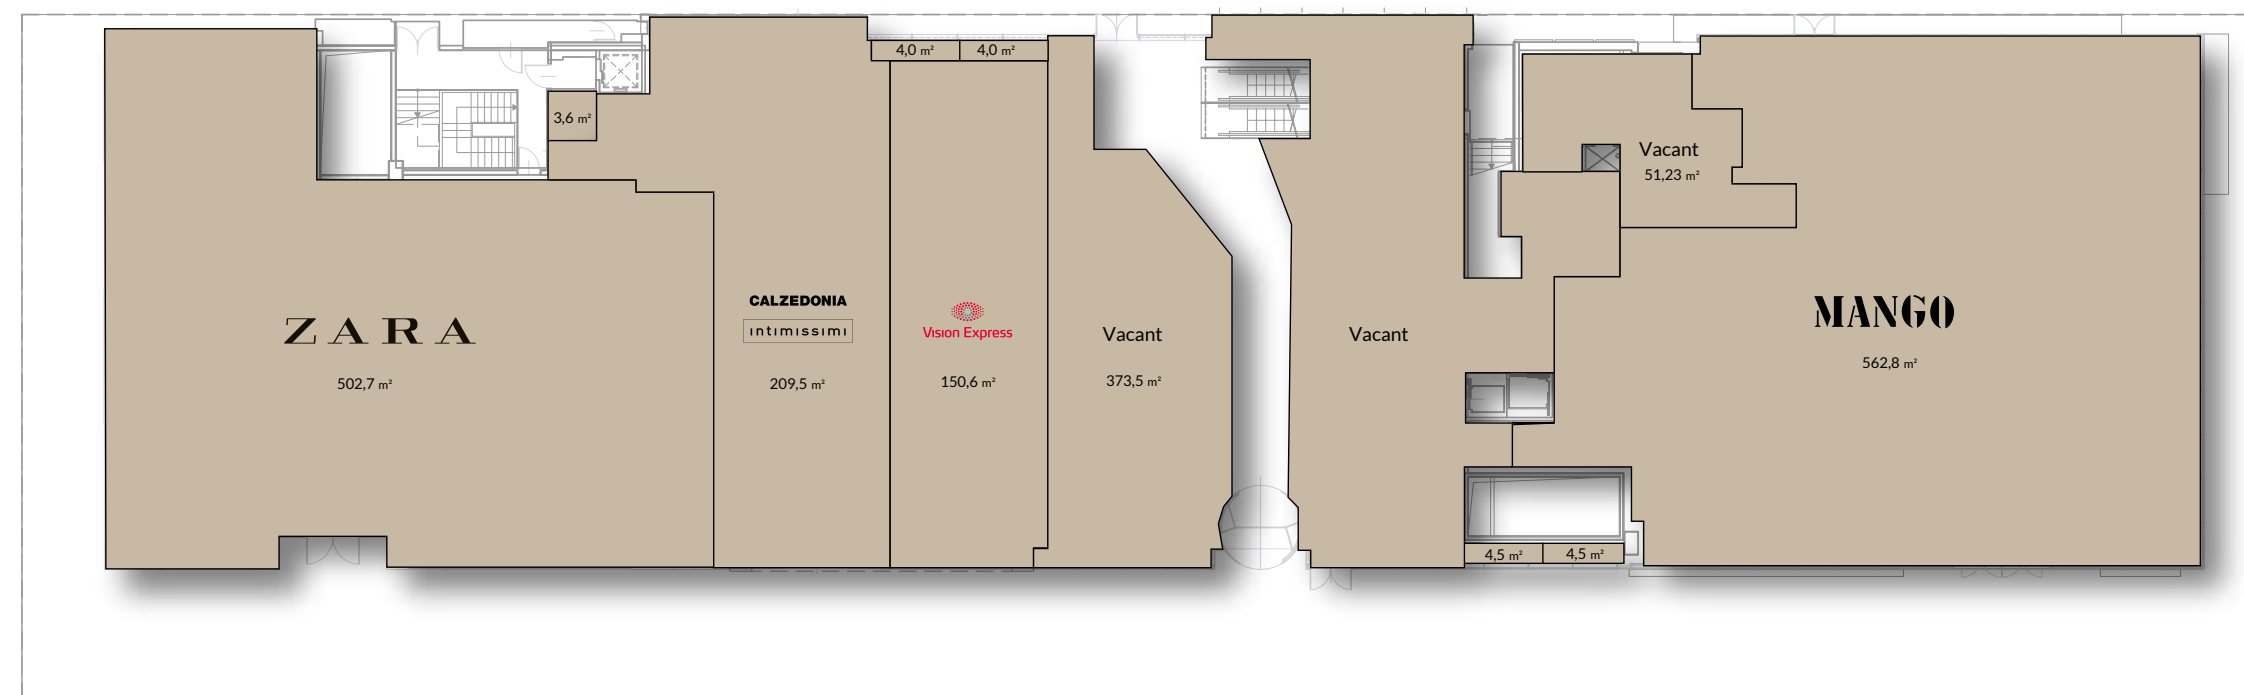 4,0 m²
4,0 m²
3,6 m²
ZARA
502,7 m²
CALZEDONIA
intimissimi
209,5 m²
Vision Express
150,6 m²
Vacant
373,5 m²
Vacant
Vacant
51,23 m²
MANGO
562,8 m²
4,5 m²
4,5 m²